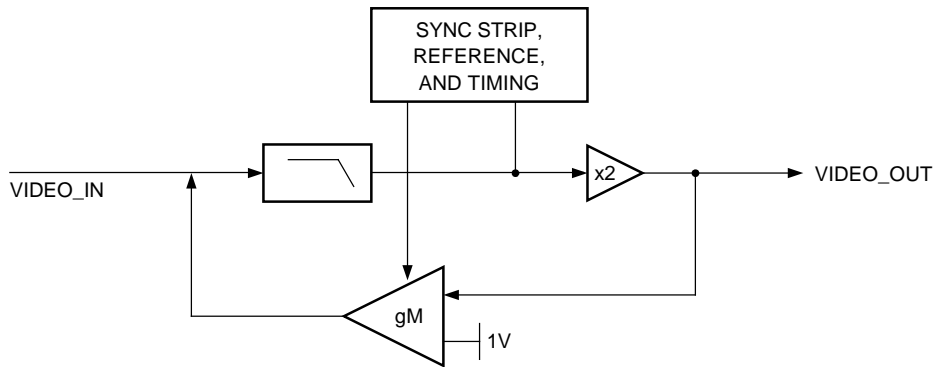 SYNC STRIP,
REFERENCE,
AND TIMING
VIDEO_IN
x2
VIDEO_OUT
gM
1V